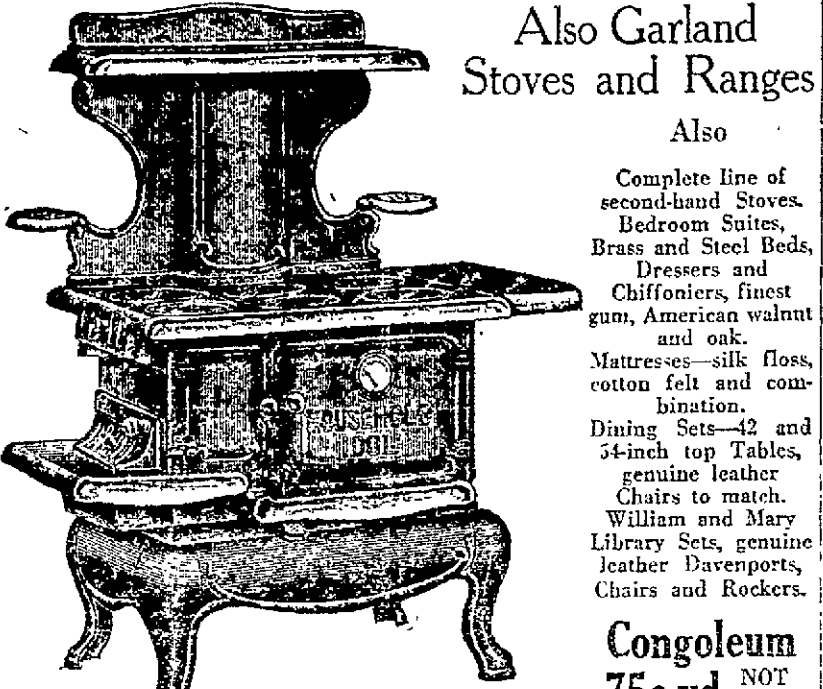 Also Garland
Stoves and Ranges
Also
Complete line of
second-hand Stoves.
Bedroom Suites,
Brass and Steel Beds,
Dressers and
Chiffoniers, finest
gum, American walnut
and oak.
Mattresses—silk floss,
cotton felt and com-
bination.
Dining Sets—42 and
54-inch top Tables,
genuine leather
Chairs to match.
William and Mary
Library Sets, genuine
leather Davenports,
Chairs and Rockers.
Congoleum
75c yd. NOT